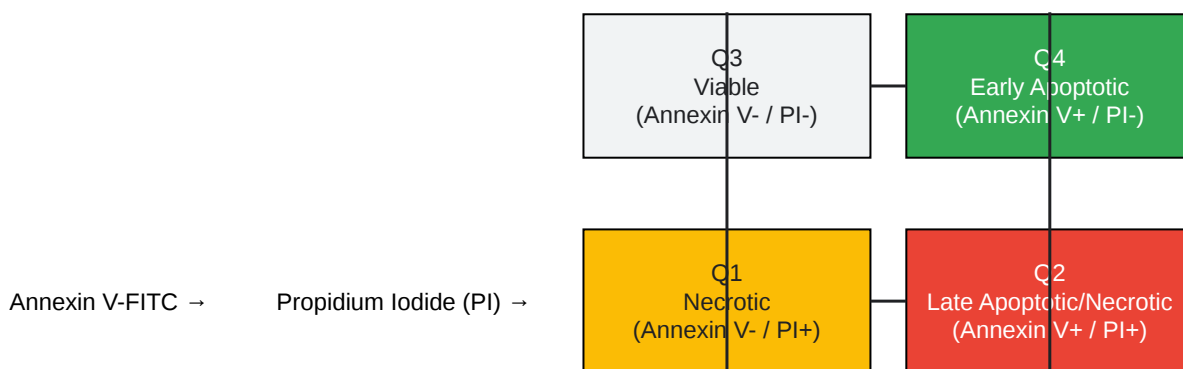 Q3
Viable
(Annexin V- / PI-)
Q4
Early Apoptotic
(Annexin V+ / PI-)
Annexin V-FITC →
Propidium Iodide (PI) →
Q1
Necrotic
(Annexin V- / PI+)
Q2
Late Apoptotic/Necrotic
(Annexin V+ / PI+)